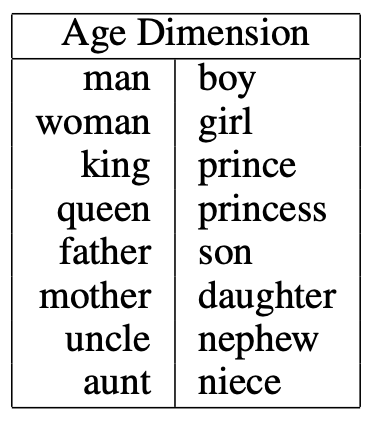 Age Dimension
man boy
woman girl
king prince
queen princess
father son
mother daughter
uncle nephew
aunt niece